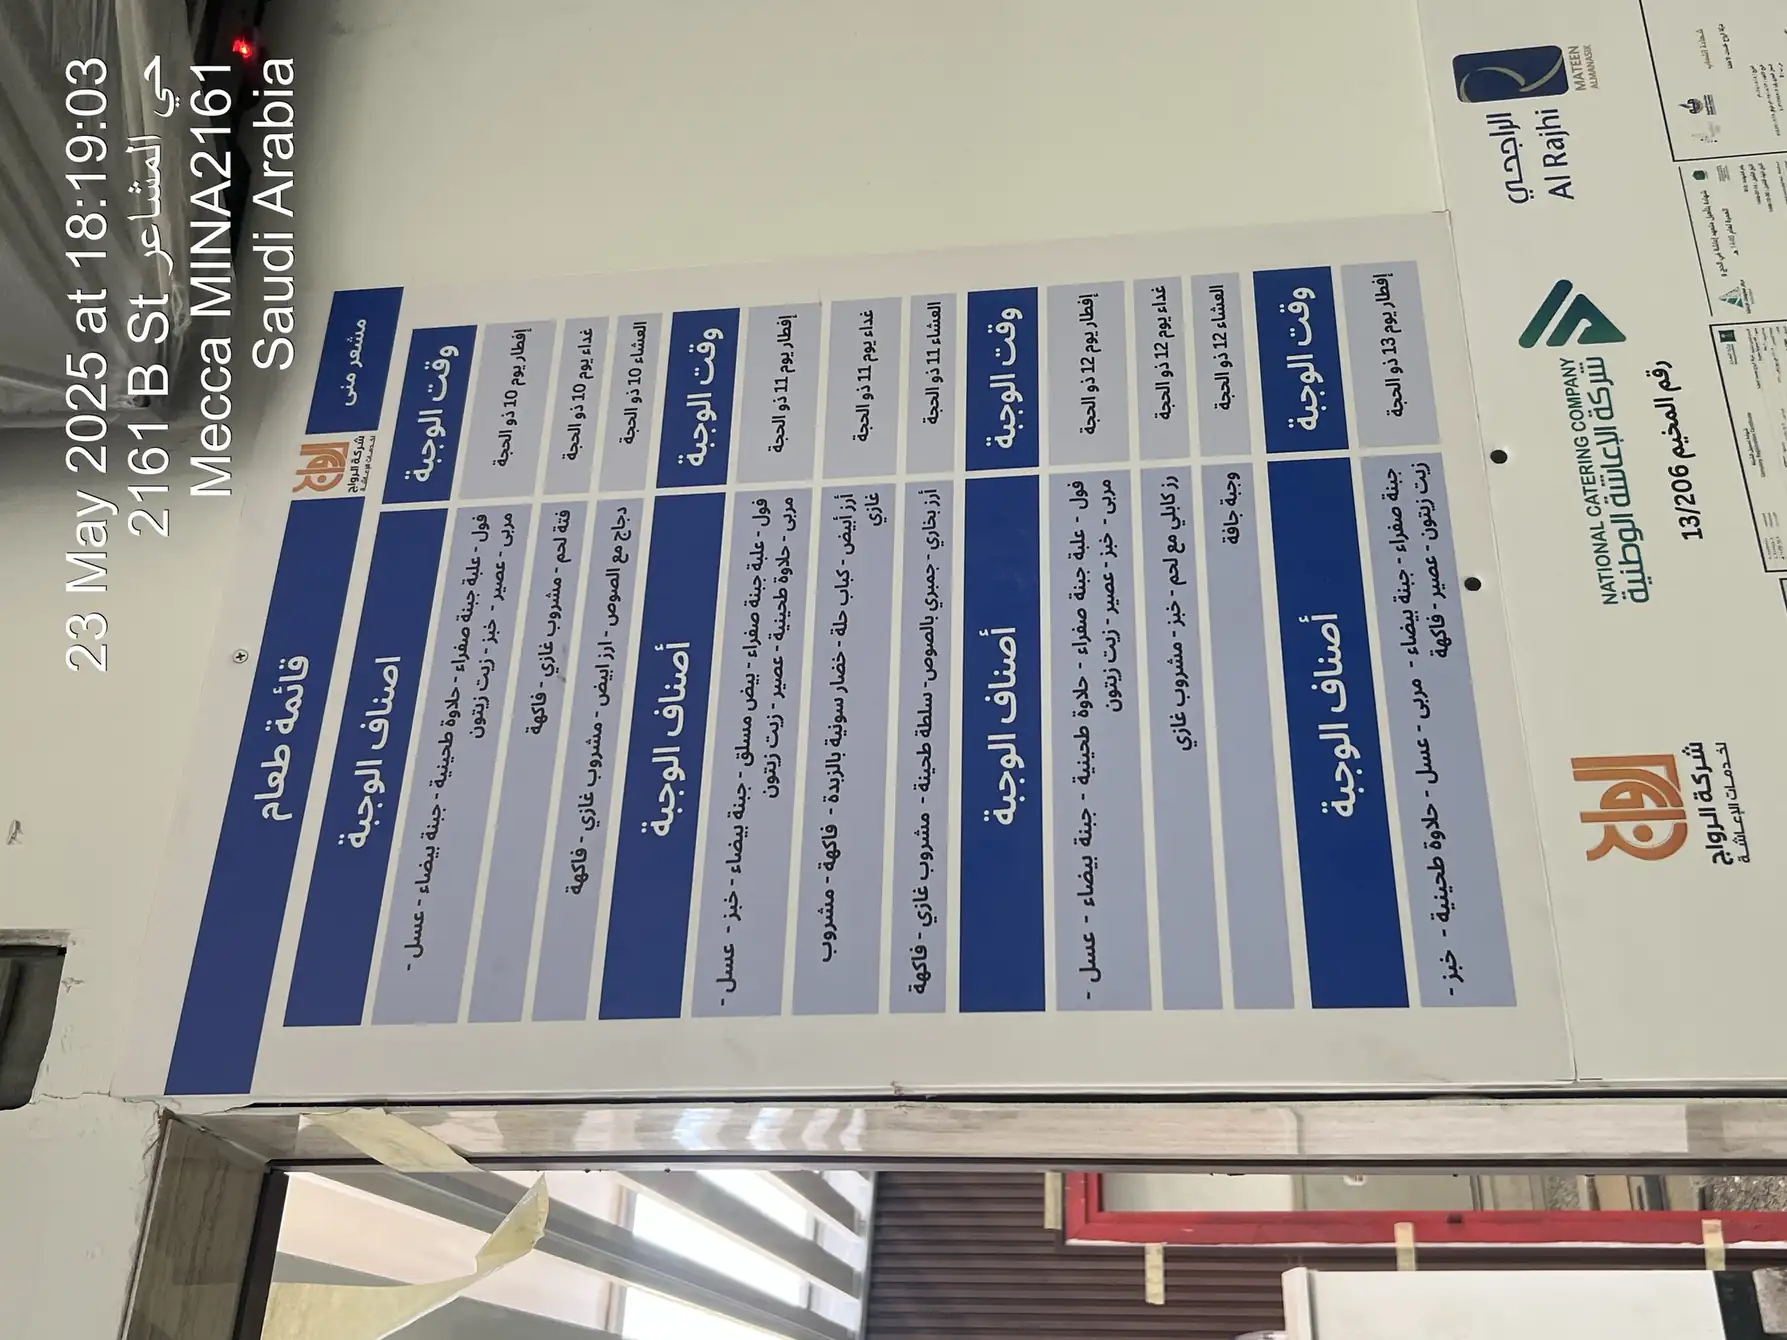 23 May 2025 at 18:19:03
2161 B St حي المشاعر
Mecca MINA2161
Saudi Arabia
مشعر منى
شركة الرواج
لخدمات الإعاشة
قائمة طعام
وقت الوجبة
اصناف الوجبة
إفطار يوم 10 ذو الحجة
فول - علبة جبنة صفراء - حلاوة طحينية - جبنة بيضاء - عسل -
مربى - عصير - خبز - زيت زيتون
غداء يوم 10 ذو الحجة
فتة لحم - مشروب غازي - فاكهة
العشاء 10 ذو الحجة
دجاج مع الصوص - ارز ابيض - مشروب غازي - فاكهة
وقت الوجبة
أصناف الوجبة
إفطار يوم 11 ذو الحجة
فول - علبة جبنة صفراء - بيض مسلق - جبنة بيضاء - خبز - عسل -
مربى - حلاوة طحينية - عصير - زيت زيتون
غداء يوم 11 ذو الحجة
أرز أبيض - كباب حلة - خضار سوتية بالزبدة - فاكهة - مشروب
غازي
العشاء 11 ذو الحجة
أرز بخاري - جمبري بالصوص - سلطة طحينة - مشروب غازي - فاكهة
وقت الوجبة
أصناف الوجبة
إفطار يوم 12 ذو الحجة
فول - علبة جبنة صفراء - حلاوة طحينية - جبنة بيضاء - عسل -
مربى - خبز - عصير - زيت زيتون
غداء يوم 12 ذو الحجة
رز كابلي مع لحم - خبز - مشروب غازي
العشاء 12 ذو الحجة
وجبة جافة
وقت الوجبة
أصناف الوجبة
إفطار يوم 13 ذو الحجة
جبنة صفراء - جبنة بيضاء - مربى - عسل - حلاوة طحينية - خبز -
زيت زيتون - عصير - فاكهة
MATEEN
ALMANASIK
الراجحي
Al Rajhi
NATIONAL CATERING COMPANY
شركة الإعاشة الوطنية
رقم المخيم 13/206
شركة الرواج
لخدمات الإعاشة